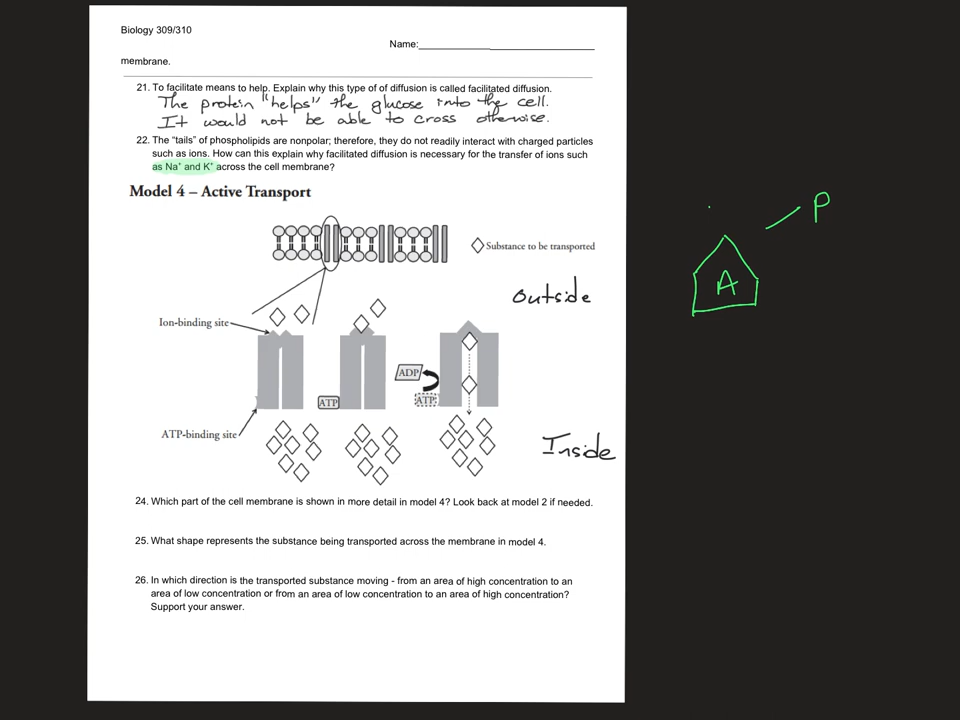 Biology 309/310
Name:
membrane.
21. To facilitate means to help. Explain why this type of of diffusion is called facilitated diffusion.
The protein "helps" the glucose into the cell.
It would not be able to cross otherwise.
22. The "tails" of phospholipids are nonpolar; therefore, they do not readily interact with charged particles
such as ions. How can this explain why facilitated diffusion is necessary for the transfer of ions such
as Na⁺ and K⁺ across the cell membrane?
Model 4 – Active Transport
Substance to be transported
Outside
Ion-binding site
ADP
ATP
ATP
ATP-binding site
Inside
24. Which part of the cell membrane is shown in more detail in model 4? Look back at model 2 if needed.
25. What shape represents the substance being transported across the membrane in model 4.
26. In which direction is the transported substance moving - from an area of high concentration to an
area of low concentration or from an area of low concentration to an area of high concentration?
Support your answer.
P
A